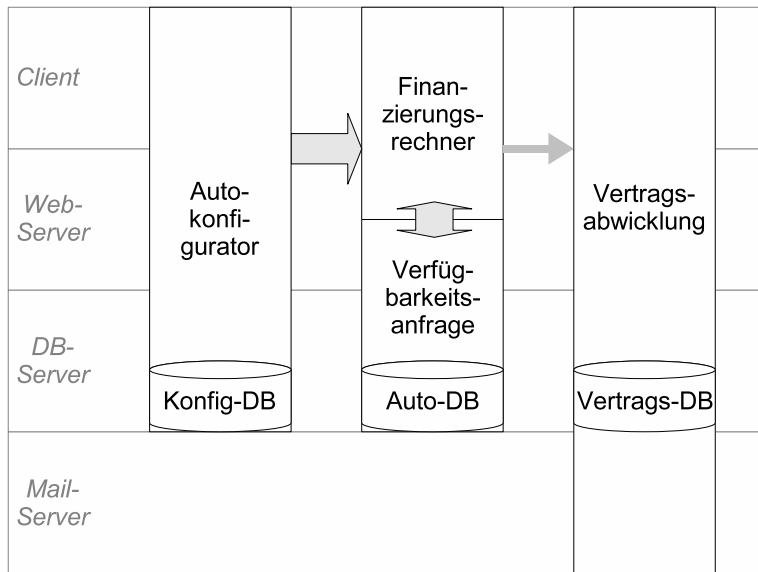 Client
Web-
Server
DB-
Server
Mail-
Server
Auto-
konfi-
gurator
Konfig-DB
Finan-
zierungs-
rechner
Verfüg-
barkeits-
anfrage
Auto-DB
Vertrags-
abwicklung
Vertrags-DB